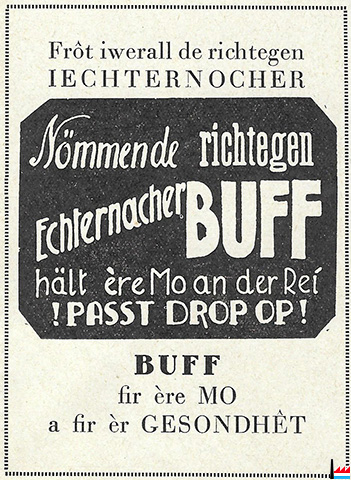 Frôt iwerall de richtegen
IECHTERNOCHER
Nömmen de richtegen
Echternacher BUFF
hält ère Mo an der Reí
! PASST DROP OP !
BUFF
fir ère MO
a fir èr GESONDHÊT